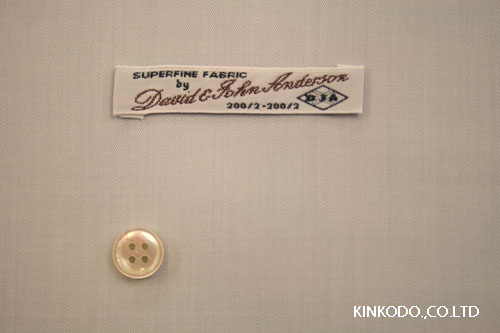 SUPERFINE FABRIC
by
David & John Anderson
200/2-200/2
DJA
KINKODO.,CO.LTD